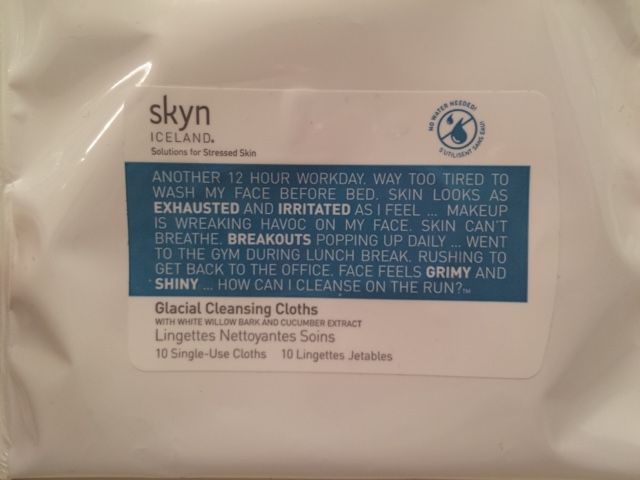 skyn
ICELAND.
Solutions for Stressed Skin
NO WATER NEEDED!
S'UTILISENT SANS EAU!
ANOTHER 12 HOUR WORKDAY. WAY TOO TIRED TO
WASH MY FACE BEFORE BED. SKIN LOOKS AS
EXHAUSTED AND IRRITATED AS I FEEL ... MAKEUP
IS WREAKING HAVOC ON MY FACE. SKIN CAN'T
BREATHE. BREAKOUTS POPPING UP DAILY ... WENT
TO THE GYM DURING LUNCH BREAK. RUSHING TO
GET BACK TO THE OFFICE. FACE FEELS GRIMY AND
SHINY ... HOW CAN I CLEANSE ON THE RUN?™
Glacial Cleansing Cloths
WITH WHITE WILLOW BARK AND CUCUMBER EXTRACT
Lingettes Nettoyantes Soins
10 Single-Use Cloths 10 Lingettes Jetables